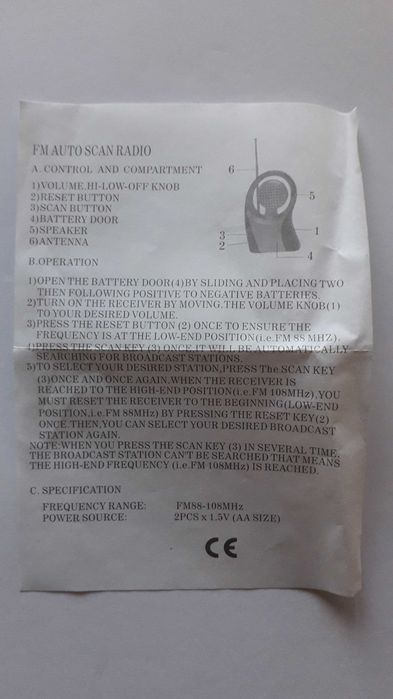 FM AUTO SCAN RADIO
A. CONTROL AND COMPARTMENT
1)VOLUME.HI-LOW-OFF KNOB
2)RESET BUTTON
3)SCAN BUTTON
4)BATTERY DOOR
5)SPEAKER
6)ANTENNA
6
5
3
2
1
4
B.OPERATION
1)OPEN THE BATTERY DOOR(4)BY SLIDING AND PLACING TWO
THEN FOLLOWING POSITIVE TO NEGATIVE BATTERIES.
2)TURN ON THE RECEIVER BY MOVING.THE VOLUME KNOB(1)
TO YOUR DESIRED VOLUME.
3)PRESS THE RESET BUTTON (2) ONCE TO ENSURE THE
FREQUENCY IS AT THE LOW-END POSITION(i.e.FM 88 MHZ).
(PRESS THE SCAN KEY (3) ONCE,IT WILL BE AUTOMATICALLY
SEARCHING FOR BROADCAST STATIONS.
5)TO SELECT YOUR DESIRED STATION,PRESS The SCAN KEY
(3)ONCE AND ONCE AGAIN.WHEN THE RECEIVER IS
REACHED TO THE HIGH-END POSITION(i.e.FM 108MHz),YOU
MUST RESET THE RECEIVER TO THE BEGINNING(LOW-END
POSITION,i.e.FM 88MHz) BY PRESSING THE RESET KEY(2)
ONCE THEN,YOU CAN SELECT YOUR DESIRED BROADCAST
STATION AGAIN.
NOTE:WHEN YOU PRESS THE SCAN KEY (3) IN SEVERAL TIME,
THE BROADCAST STATION CAN'T BE SEARCHED THAT MEANS
THE HIGH-END FREQUENCY (i.e.FM 108MHz) IS REACHED.
C. SPECIFICATION
FREQUENCY RANGE: FM88-108MHz
POWER SOURCE: 2PCS x 1.5V (AA SIZE)
CE